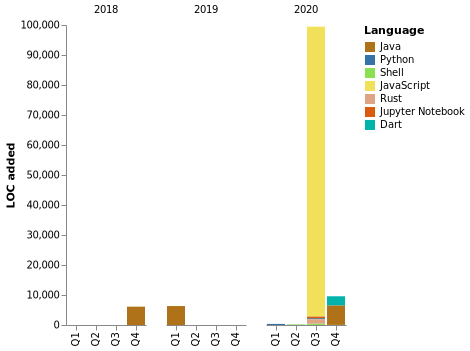 2018 2019 2020
LOC added
100,000
90,000
80,000
70,000
60,000
50,000
40,000
30,000
20,000
10,000
0
Q1 Q2 Q3 Q4 Q1 Q2 Q3 Q4 Q1 Q2 Q3 Q4
Language
Java
Python
Shell
JavaScript
Rust
Jupyter Notebook
Dart